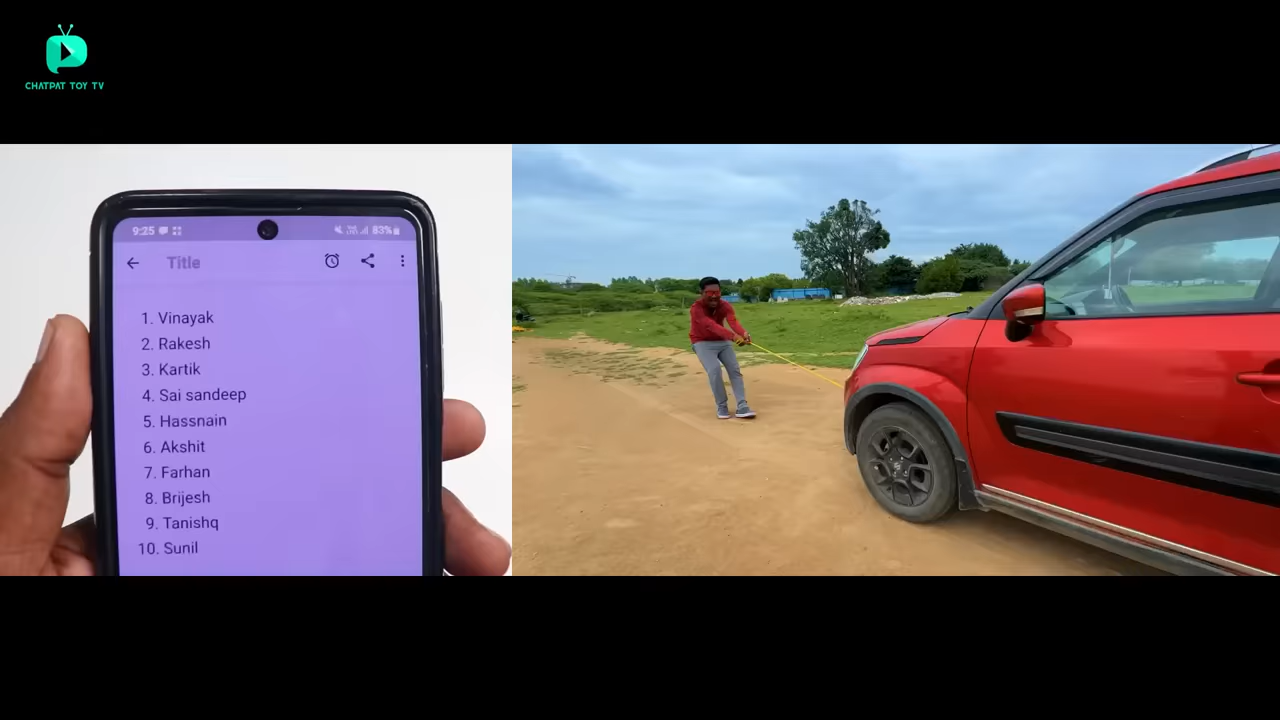 CHATPAT TOY TV
9:25
83%
Title
1. Vinayak
2. Rakesh
3. Kartik
4. Sai sandeep
5. Hassnain
6. Akshit
7. Farhan
8. Brijesh
9. Tanishq
10. Sunil